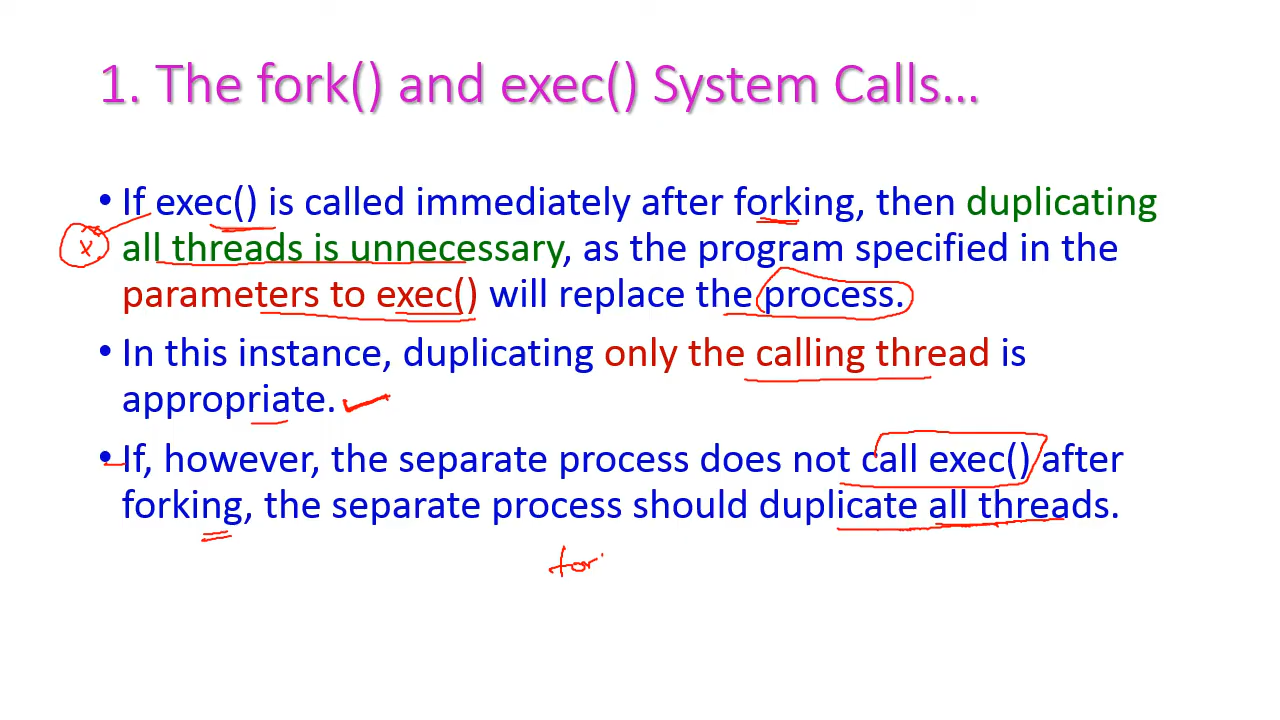 1. The fork() and exec() System Calls...
• If exec() is called immediately after forking, then duplicating
x
all threads is unnecessary, as the program specified in the
parameters to exec() will replace the process.
• In this instance, duplicating only the calling thread is
appropriate.
• If, however, the separate process does not call exec() after
forking, the separate process should duplicate all threads.
for